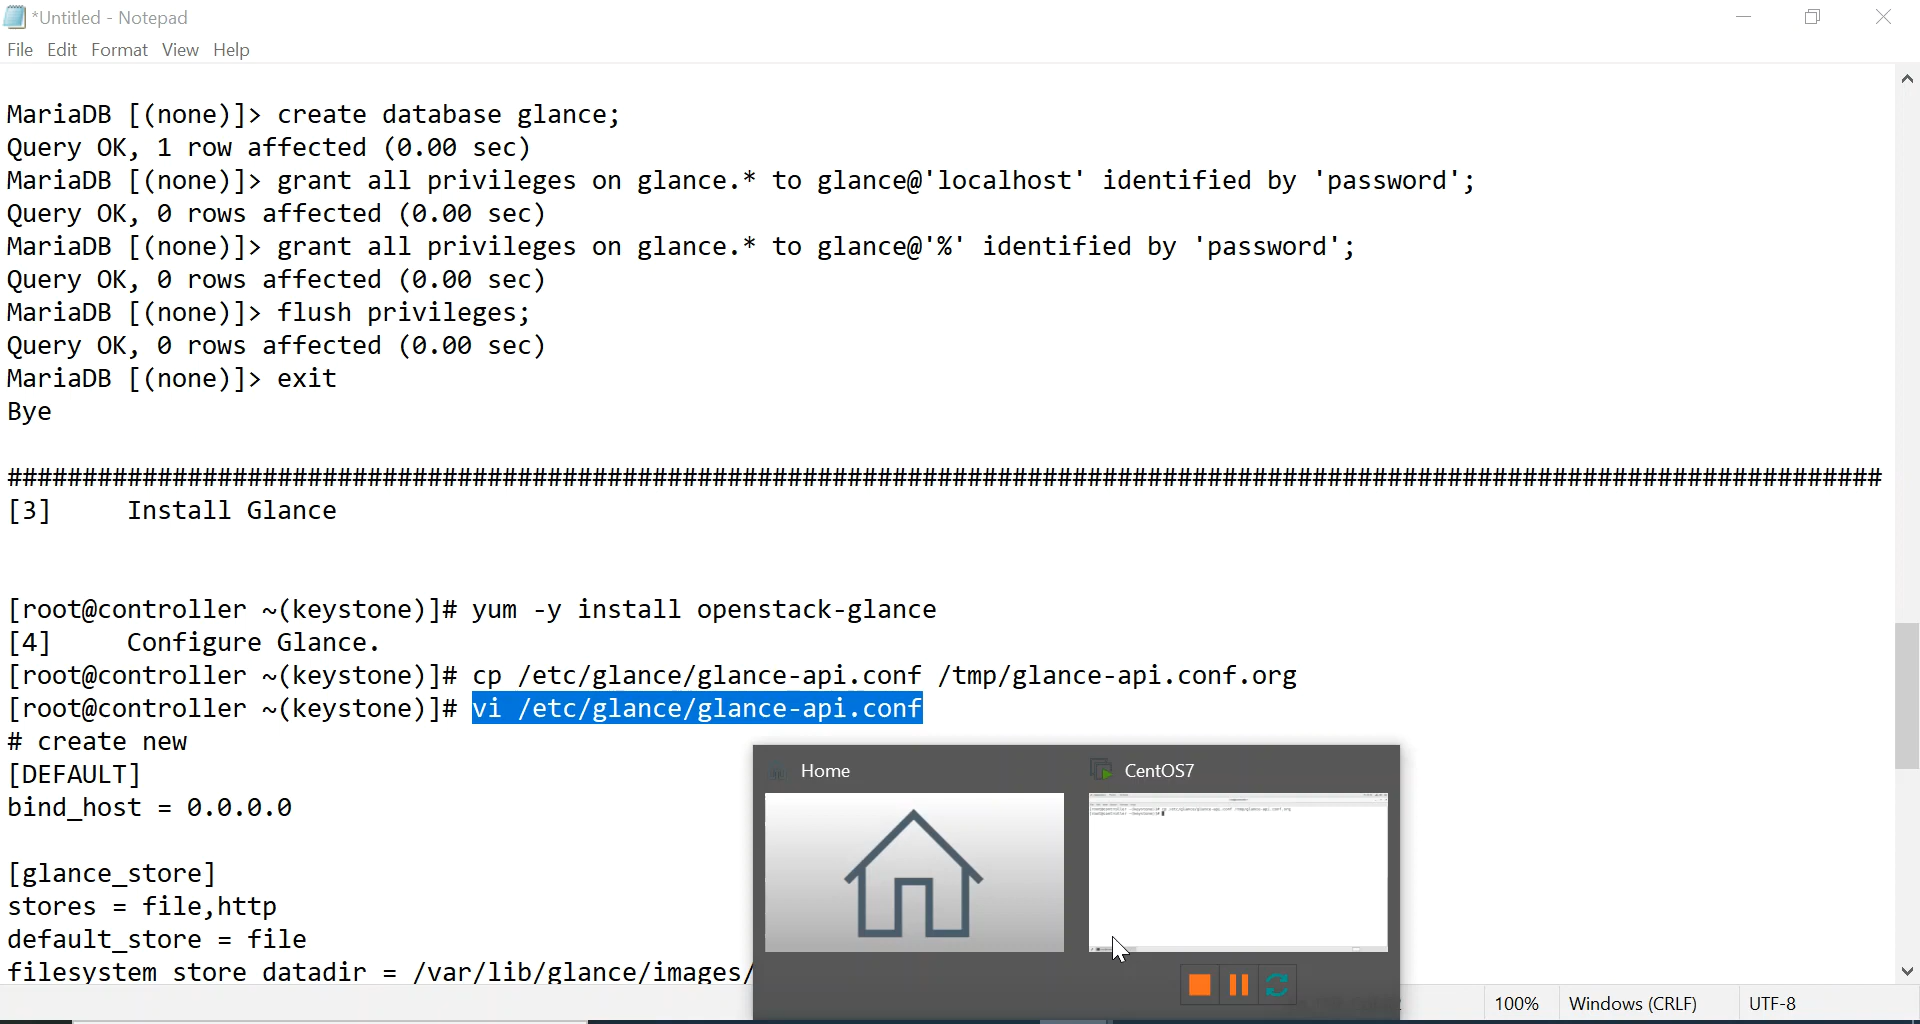 *Untitled - Notepad
File Edit Format View Help
MariaDB [(none)]> create database glance;
Query OK, 1 row affected (0.00 sec)
MariaDB [(none)]> grant all privileges on glance.* to glance@'localhost' identified by 'password';
Query OK, 0 rows affected (0.00 sec)
MariaDB [(none)]> grant all privileges on glance.* to glance@'%' identified by 'password';
Query OK, 0 rows affected (0.00 sec)
MariaDB [(none)]> flush privileges;
Query OK, 0 rows affected (0.00 sec)
MariaDB [(none)]> exit
Bye
#############################################################################################################################
[3] Install Glance
[root@controller ~(keystone)]# yum -y install openstack-glance
[4] Configure Glance.
[root@controller ~(keystone)]# cp /etc/glance/glance-api.conf /tmp/glance-api.conf.org
[root@controller ~(keystone)]# vi /etc/glance/glance-api.conf
# create new
[DEFAULT]
bind_host = 0.0.0.0
[glance_store]
stores = file,http
default_store = file
filesystem_store_datadir = /var/lib/glance/images/
Home
CentOS7
100% Windows (CRLF) UTF-8